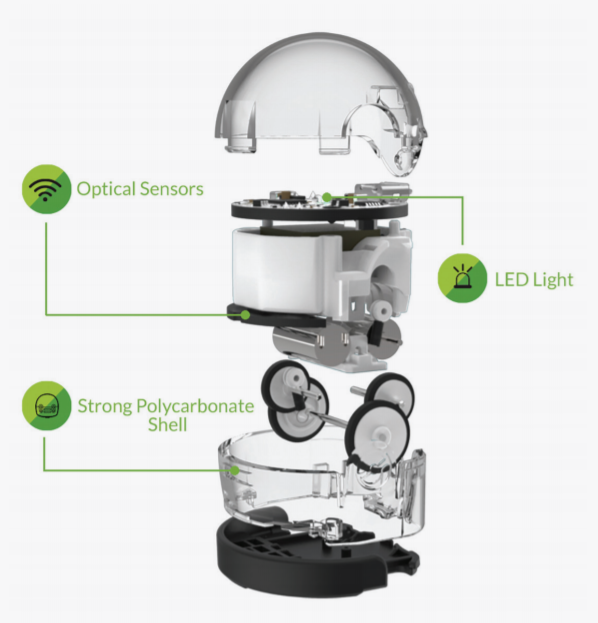 Optical Sensors
LED Light
Strong Polycarbonate
Shell